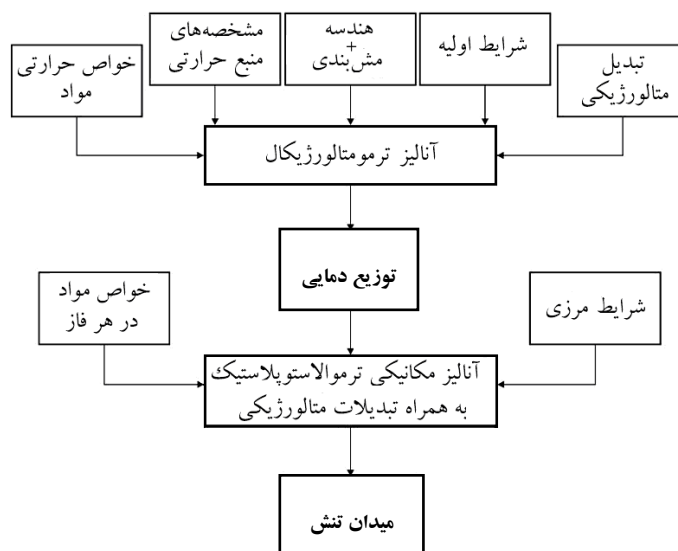 شرایط اولیه
هندسه
+
مش‌بندی
مشخصه‌های
منبع حرارتی
تبدیل
متالورژیکی
خواص حرارتی
مواد
آنالیز ترمومتالورژیکال
توزیع دمایی
شرایط مرزی
خواص مواد
در هر فاز
آنالیز مکانیکی ترموالاستوپلاستیك
به همراه تبدیلات متالورژیکی
میدان تنش